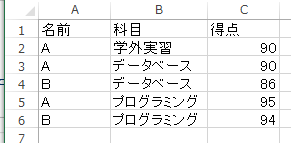 A B C
1 名前 科目 得点
2 A 学外実習 90
3 A データベース 90
4 B データベース 86
5 A プログラミング 95
6 B プログラミング 94
7